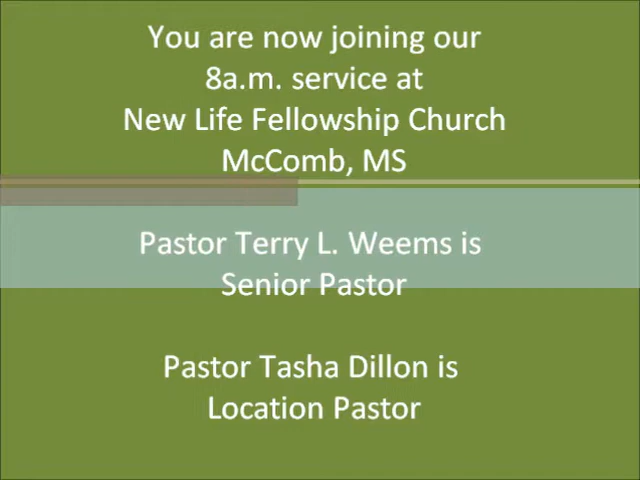 You are now joining our
8a.m. service at
New Life Fellowship Church
McComb, MS
Pastor Terry L. Weems is
Senior Pastor
Pastor Tasha Dillon is
Location Pastor